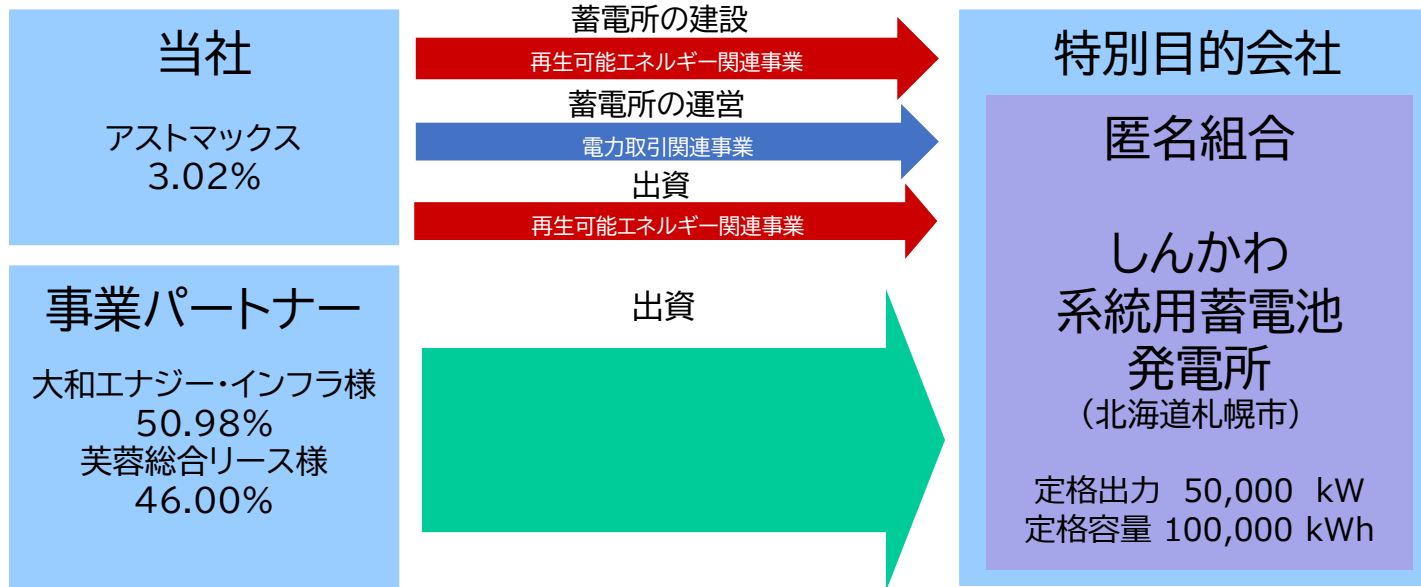 当社
アストマックス
3.02%
蓄電所の建設
再生可能エネルギー関連事業
蓄電所の運営
電力取引関連事業
出資
再生可能エネルギー関連事業
事業パートナー
大和エナジー・インフラ様
50.98%
芙蓉総合リース様
46.00%
出資
特別目的会社
匿名組合
しんかわ
系統用蓄電池
発電所
（北海道札幌市）
定格出力 50,000 kW
定格容量 100,000 kWh